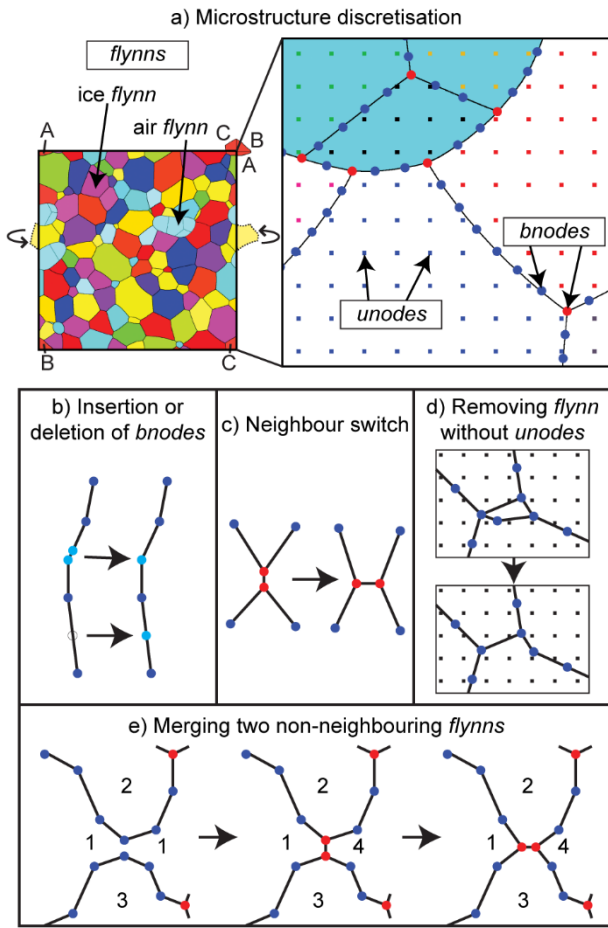 a) Microstructure discretisation
flynns
ice flynn
air flynn
A
C
B
A
B
C
bnodes
unodes
b) Insertion or
deletion of bnodes
c) Neighbour switch
d) Removing flynn
without unodes
e) Merging two non-neighbouring flynns
2
1
1
3
2
1
4
3
2
1
4
3